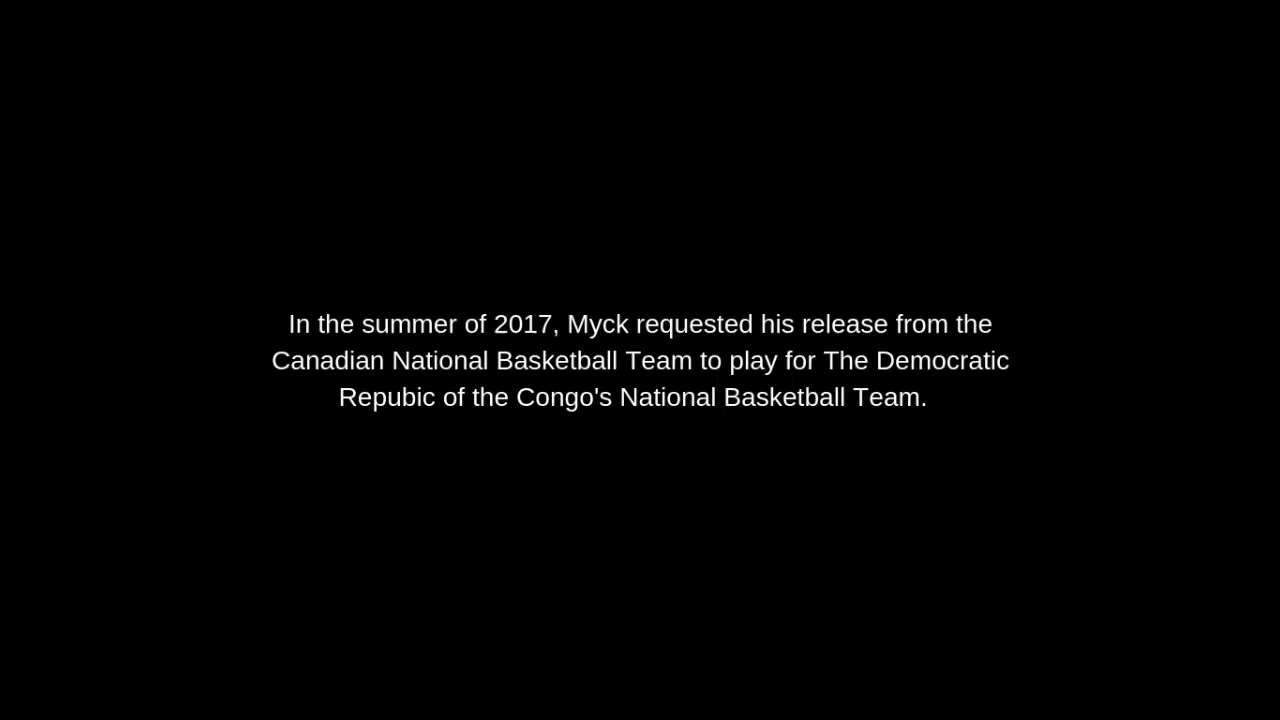 In the summer of 2017, Myck requested his release from the
Canadian National Basketball Team to play for The Democratic
Repubic of the Congo's National Basketball Team.